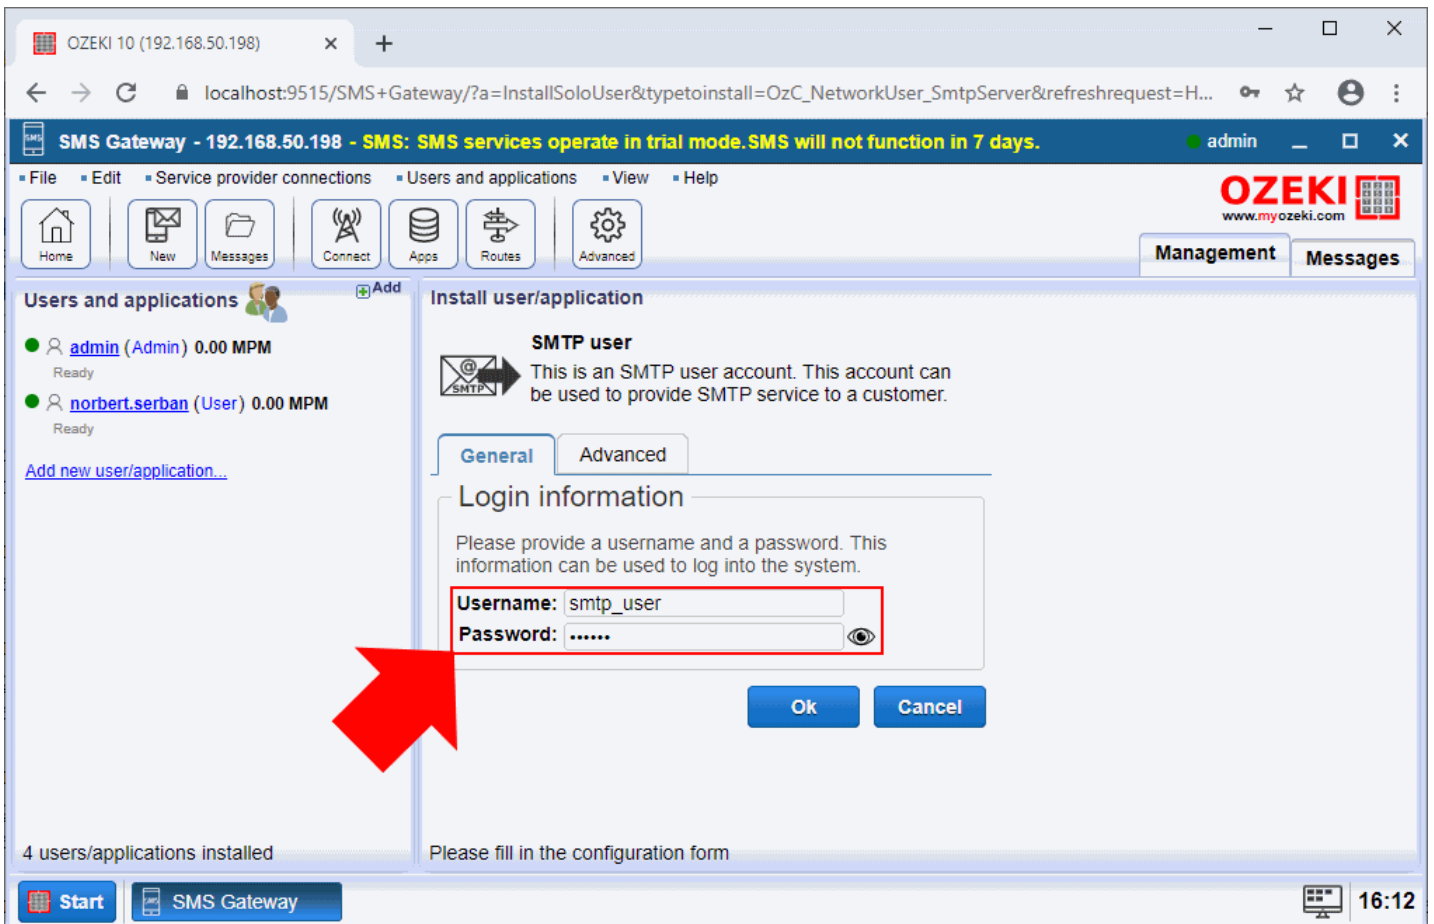 OZEKI 10 (192.168.50.198)
localhost:9515/SMS+Gateway/?a=InstallSoloUser&typetoinstall=OzC_NetworkUser_SmtpServer&refreshrequest=H...
SMS
SMS Gateway - 192.168.50.198 - SMS: SMS services operate in trial mode.SMS will not function in 7 days.
admin
File Edit Service provider connections Users and applications View Help
OZEKI
www.myozeki.com
Home New Messages Connect Apps Routes Advanced
Management Messages
Users and applications
Add
admin (Admin) 0.00 MPM
Ready
norbert.serban (User) 0.00 MPM
Ready
Add new user/application...
4 users/applications installed
Install user/application
SMTP user
@
SMTP
This is an SMTP user account. This account can
be used to provide SMTP service to a customer.
General Advanced
Login information
Please provide a username and a password. This
information can be used to log into the system.
Username: smtp_user
Password: ••••••
Ok Cancel
Please fill in the configuration form
Start
SMS Gateway
16:12